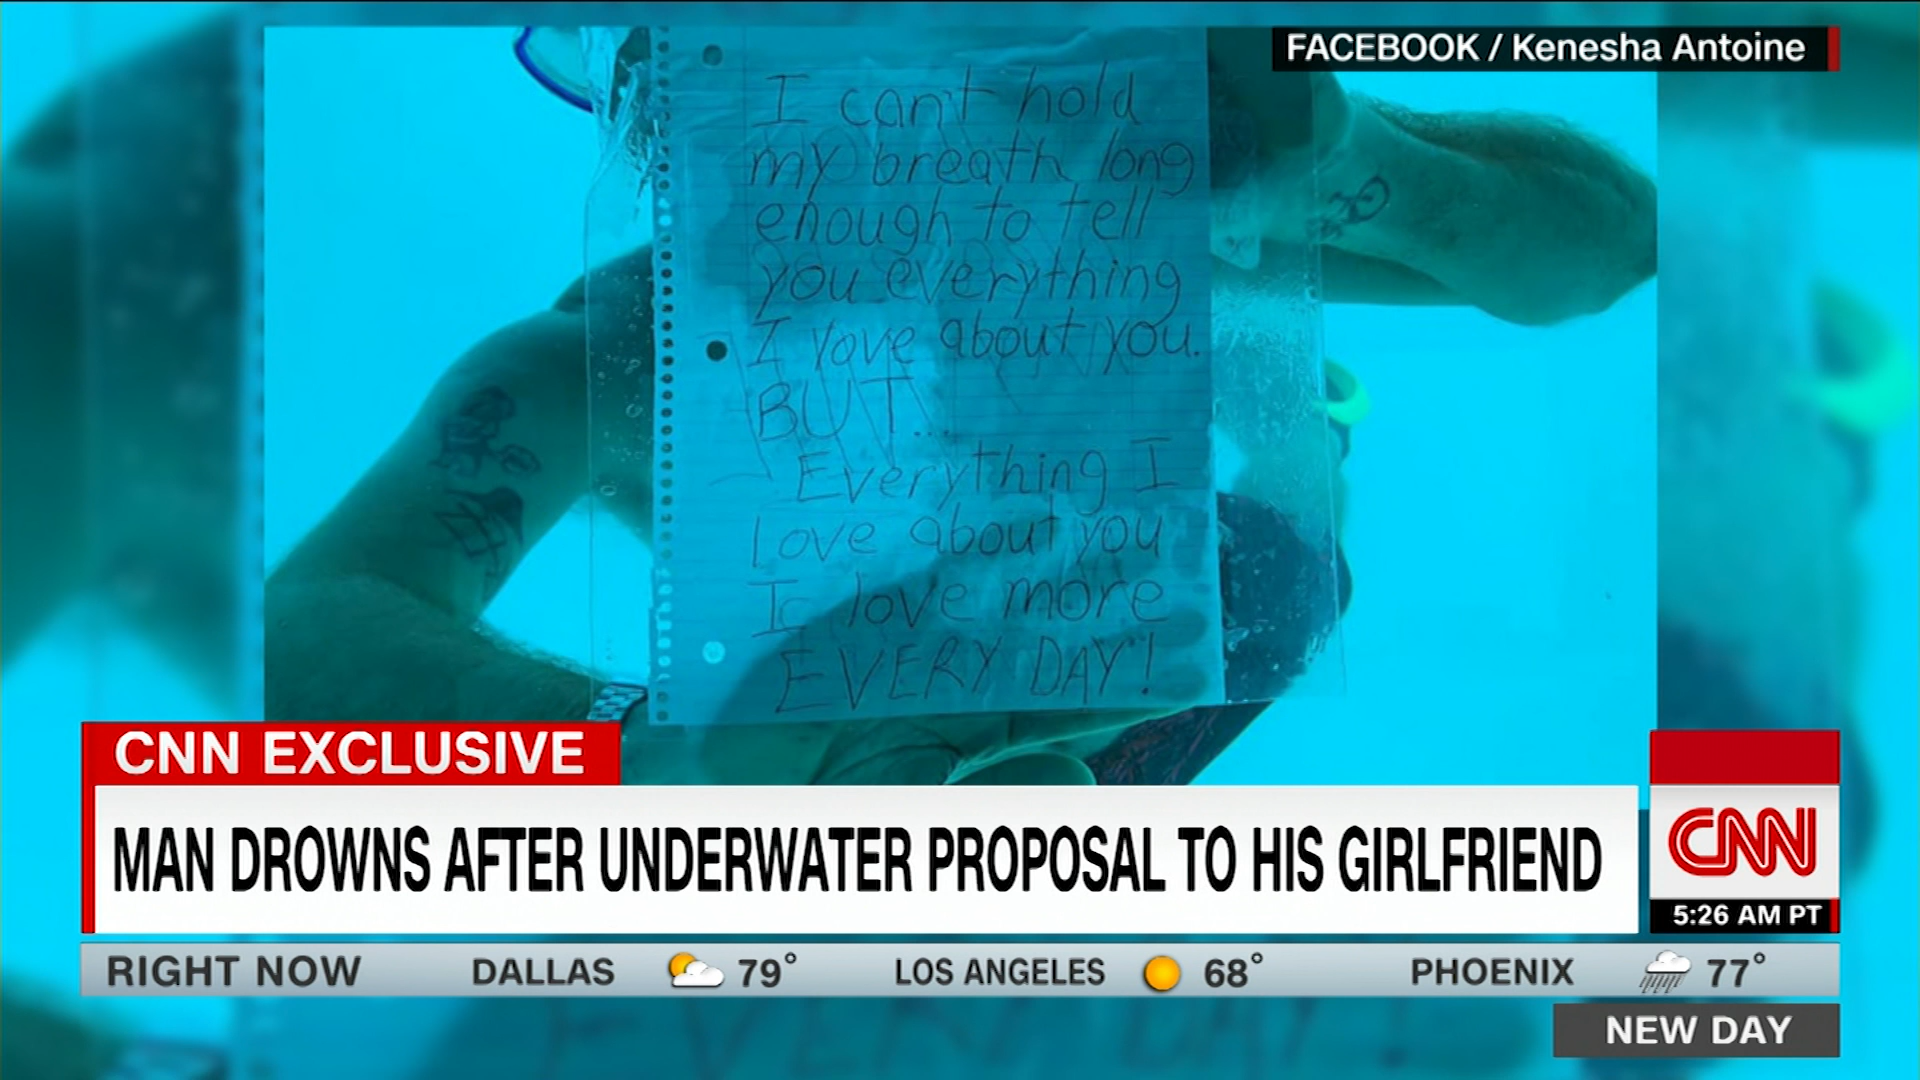 FACEBOOK / Kenesha Antoine
I can't hold
my breath long
enough to tell
you everything
I love about you.
BUT...
Everything I
Love about you
I love more
EVERY DAY!
CNN EXCLUSIVE
MAN DROWNS AFTER UNDERWATER PROPOSAL TO HIS GIRLFRIEND
CNN
5:26 AM PT
RIGHT NOW DALLAS 79° LOS ANGELES 68° PHOENIX 77°
NEW DAY